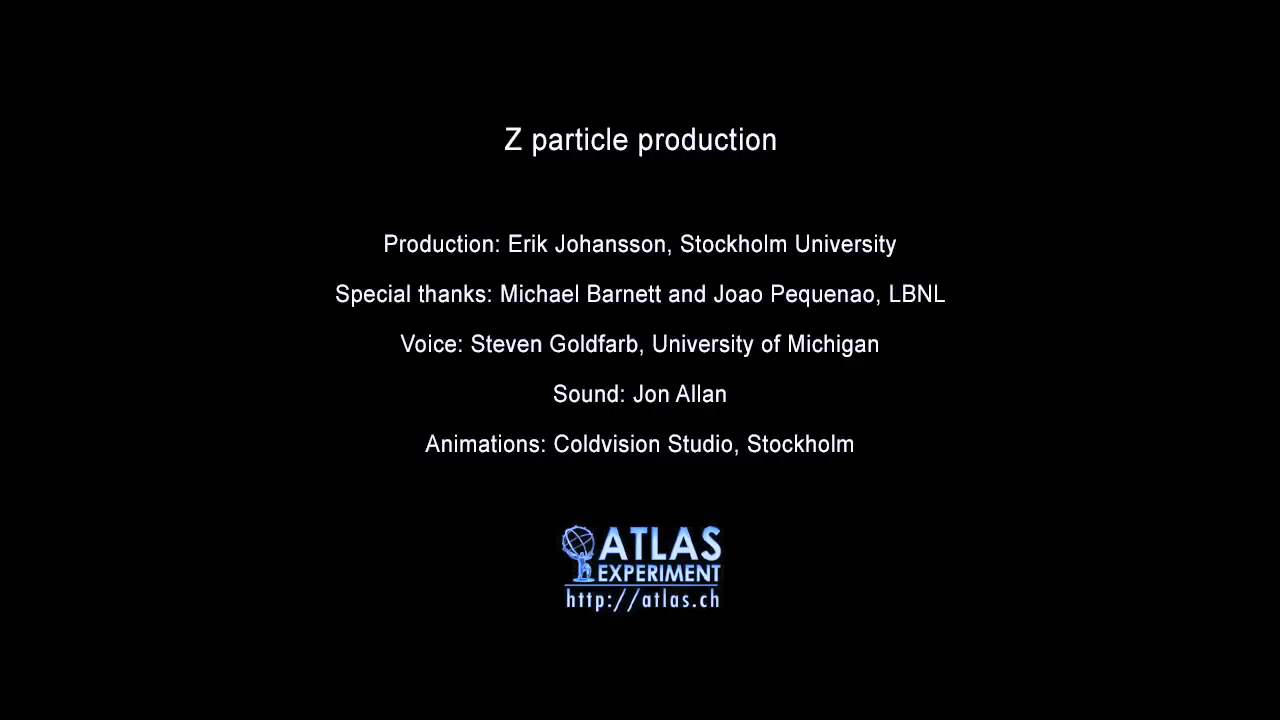 Z particle production
Production: Erik Johansson, Stockholm University
Special thanks: Michael Barnett and Joao Pequenao, LBNL
Voice: Steven Goldfarb, University of Michigan
Sound: Jon Allan
Animations: Coldvision Studio, Stockholm
ATLAS
EXPERIMENT
http://atlas.ch